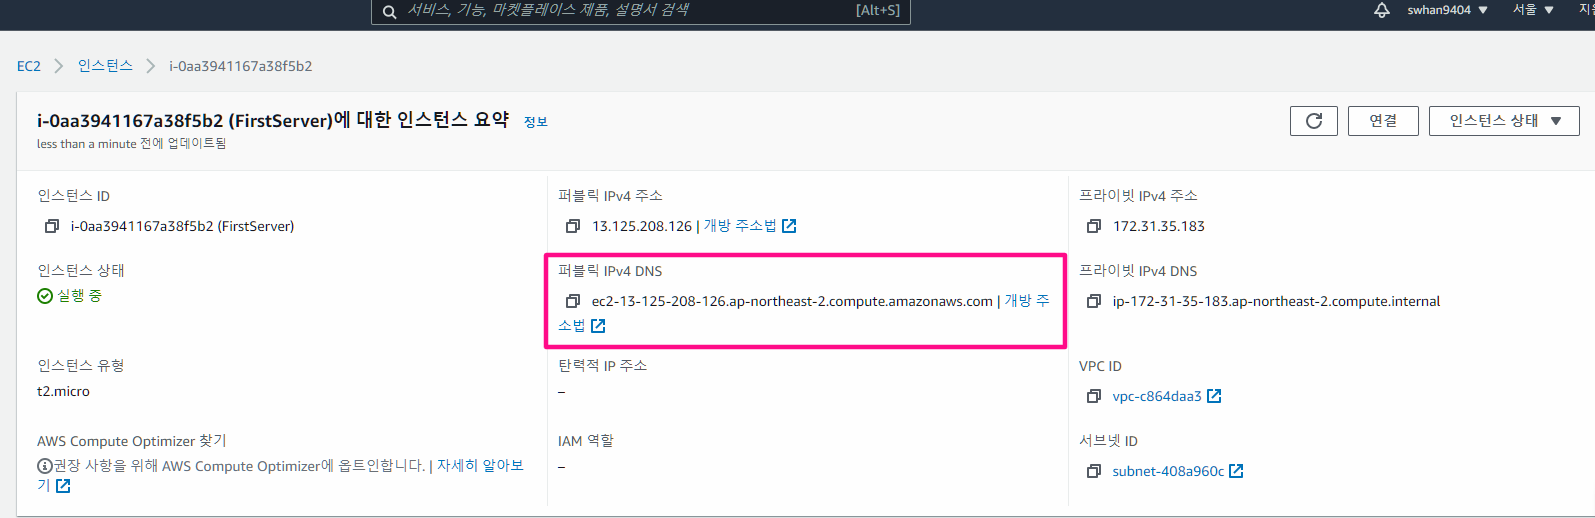 서비스, 기능, 마켓플레이스 제품, 설명서 검색 [Alt+S] swhan9404 서울
EC2 인스턴스 i-0aa3941167a38f5b2
i-0aa3941167a38f5b2 (FirstServer)에 대한 인스턴스 요약 정보
less than a minute 전에 업데이트됨
연결 인스턴스 상태
인스턴스 ID
i-0aa3941167a38f5b2 (FirstServer)
퍼블릭 IPv4 주소
13.125.208.126 | 개방 주소법
프라이빗 IPv4 주소
172.31.35.183
인스턴스 상태
실행 중
퍼블릭 IPv4 DNS
ec2-13-125-208-126.ap-northeast-2.compute.amazonaws.com | 개방 주
소법
프라이빗 IPv4 DNS
ip-172-31-35-183.ap-northeast-2.compute.internal
인스턴스 유형
t2.micro
탄력적 IP 주소
–
VPC ID
vpc-c864daa3
AWS Compute Optimizer 찾기
권장 사항을 위해 AWS Compute Optimizer에 옵트인합니다. | 자세히 알아보
기
IAM 역할
–
서브넷 ID
subnet-408a960c